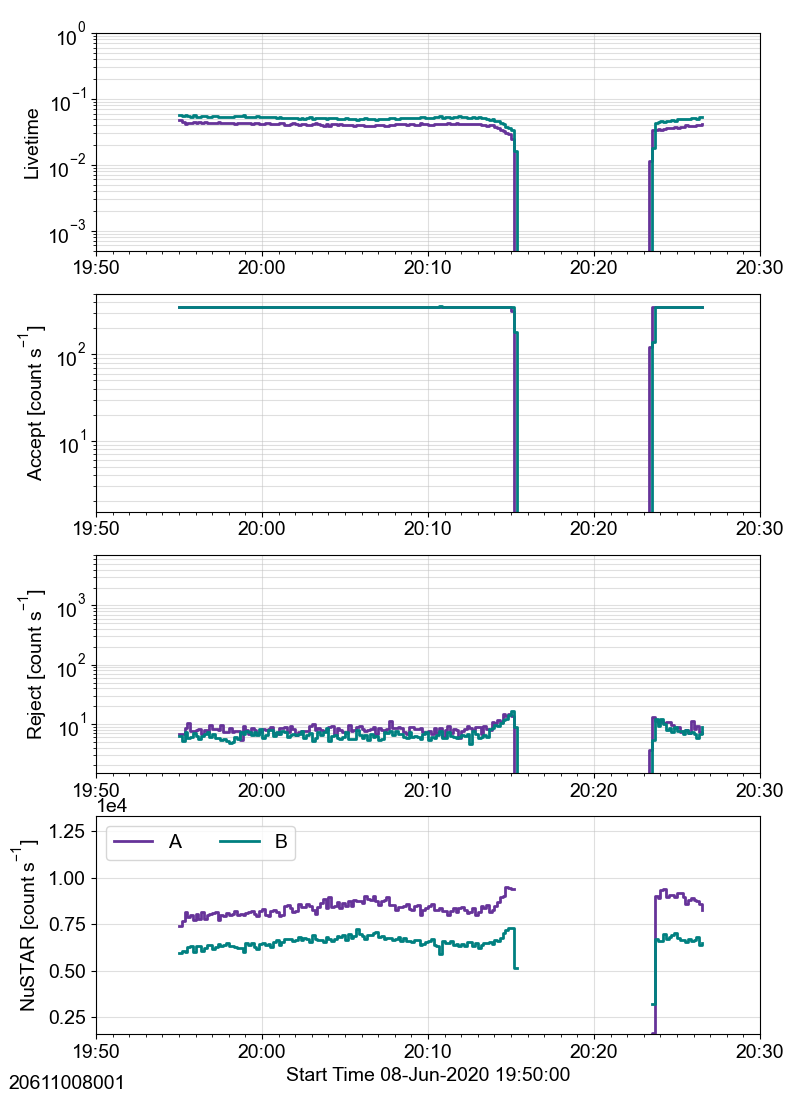 10⁰
10⁻¹
10⁻²
10⁻³
Livetime
19:50 20:00 20:10 20:20 20:30
10²
10¹
Accept [count s⁻¹]
19:50 20:00 20:10 20:20 20:30
10³
10²
10¹
Reject [count s⁻¹]
19:50 20:00 20:10 20:20 20:30
1e4
A B
1.25
1.00
0.75
0.50
0.25
NuSTAR [count s⁻¹]
19:50 20:00 20:10 20:20 20:30
Start Time 08-Jun-2020 19:50:00
20611008001